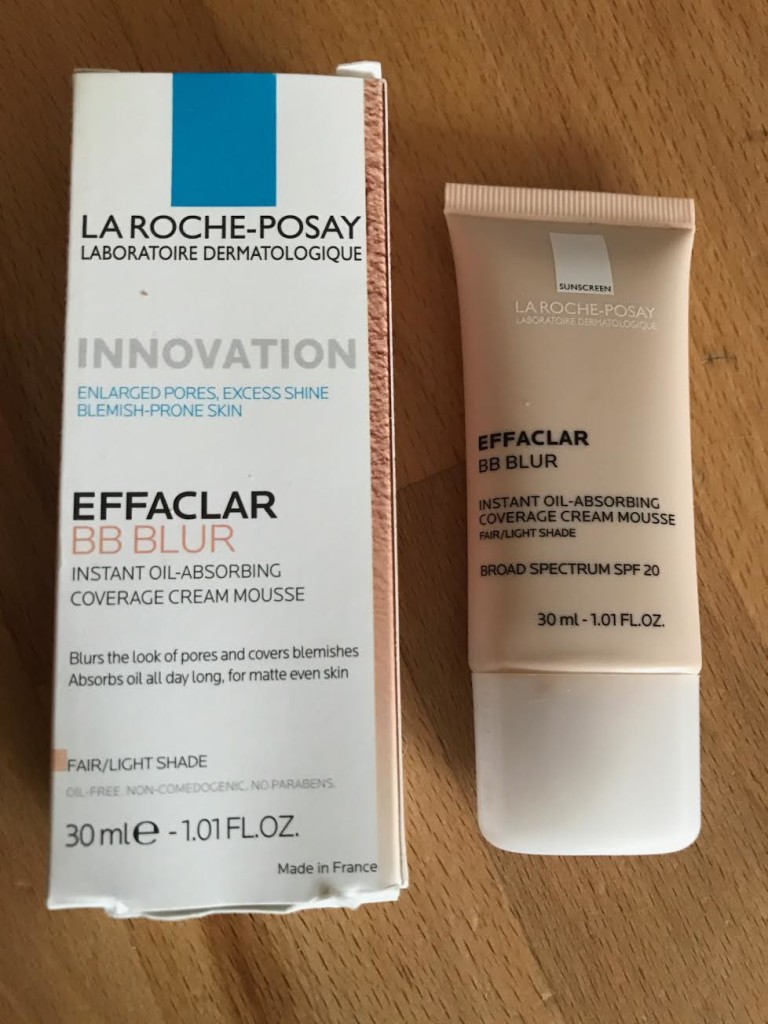 LA ROCHE-POSAY
LABORATOIRE DERMATOLOGIQUE
INNOVATION
ENLARGED PORES, EXCESS SHINE
BLEMISH-PRONE SKIN
EFFACLAR
BB BLUR
INSTANT OIL-ABSORBING
COVERAGE CREAM MOUSSE
Blurs the look of pores and covers blemishes
Absorbs oil all day long, for matte even skin
FAIR/LIGHT SHADE
OIL-FREE. NON-COMEDOGENIC. NO PARABENS.
30 ml e - 1.01 FL.OZ.
Made in France
SUNSCREEN
LA ROCHE-POSAY
LABORATOIRE DERMATOLOGIQUE
EFFACLAR
BB BLUR
INSTANT OIL-ABSORBING
COVERAGE CREAM MOUSSE
FAIR/LIGHT SHADE
BROAD SPECTRUM SPF 20
30 ml - 1.01 FL.OZ.